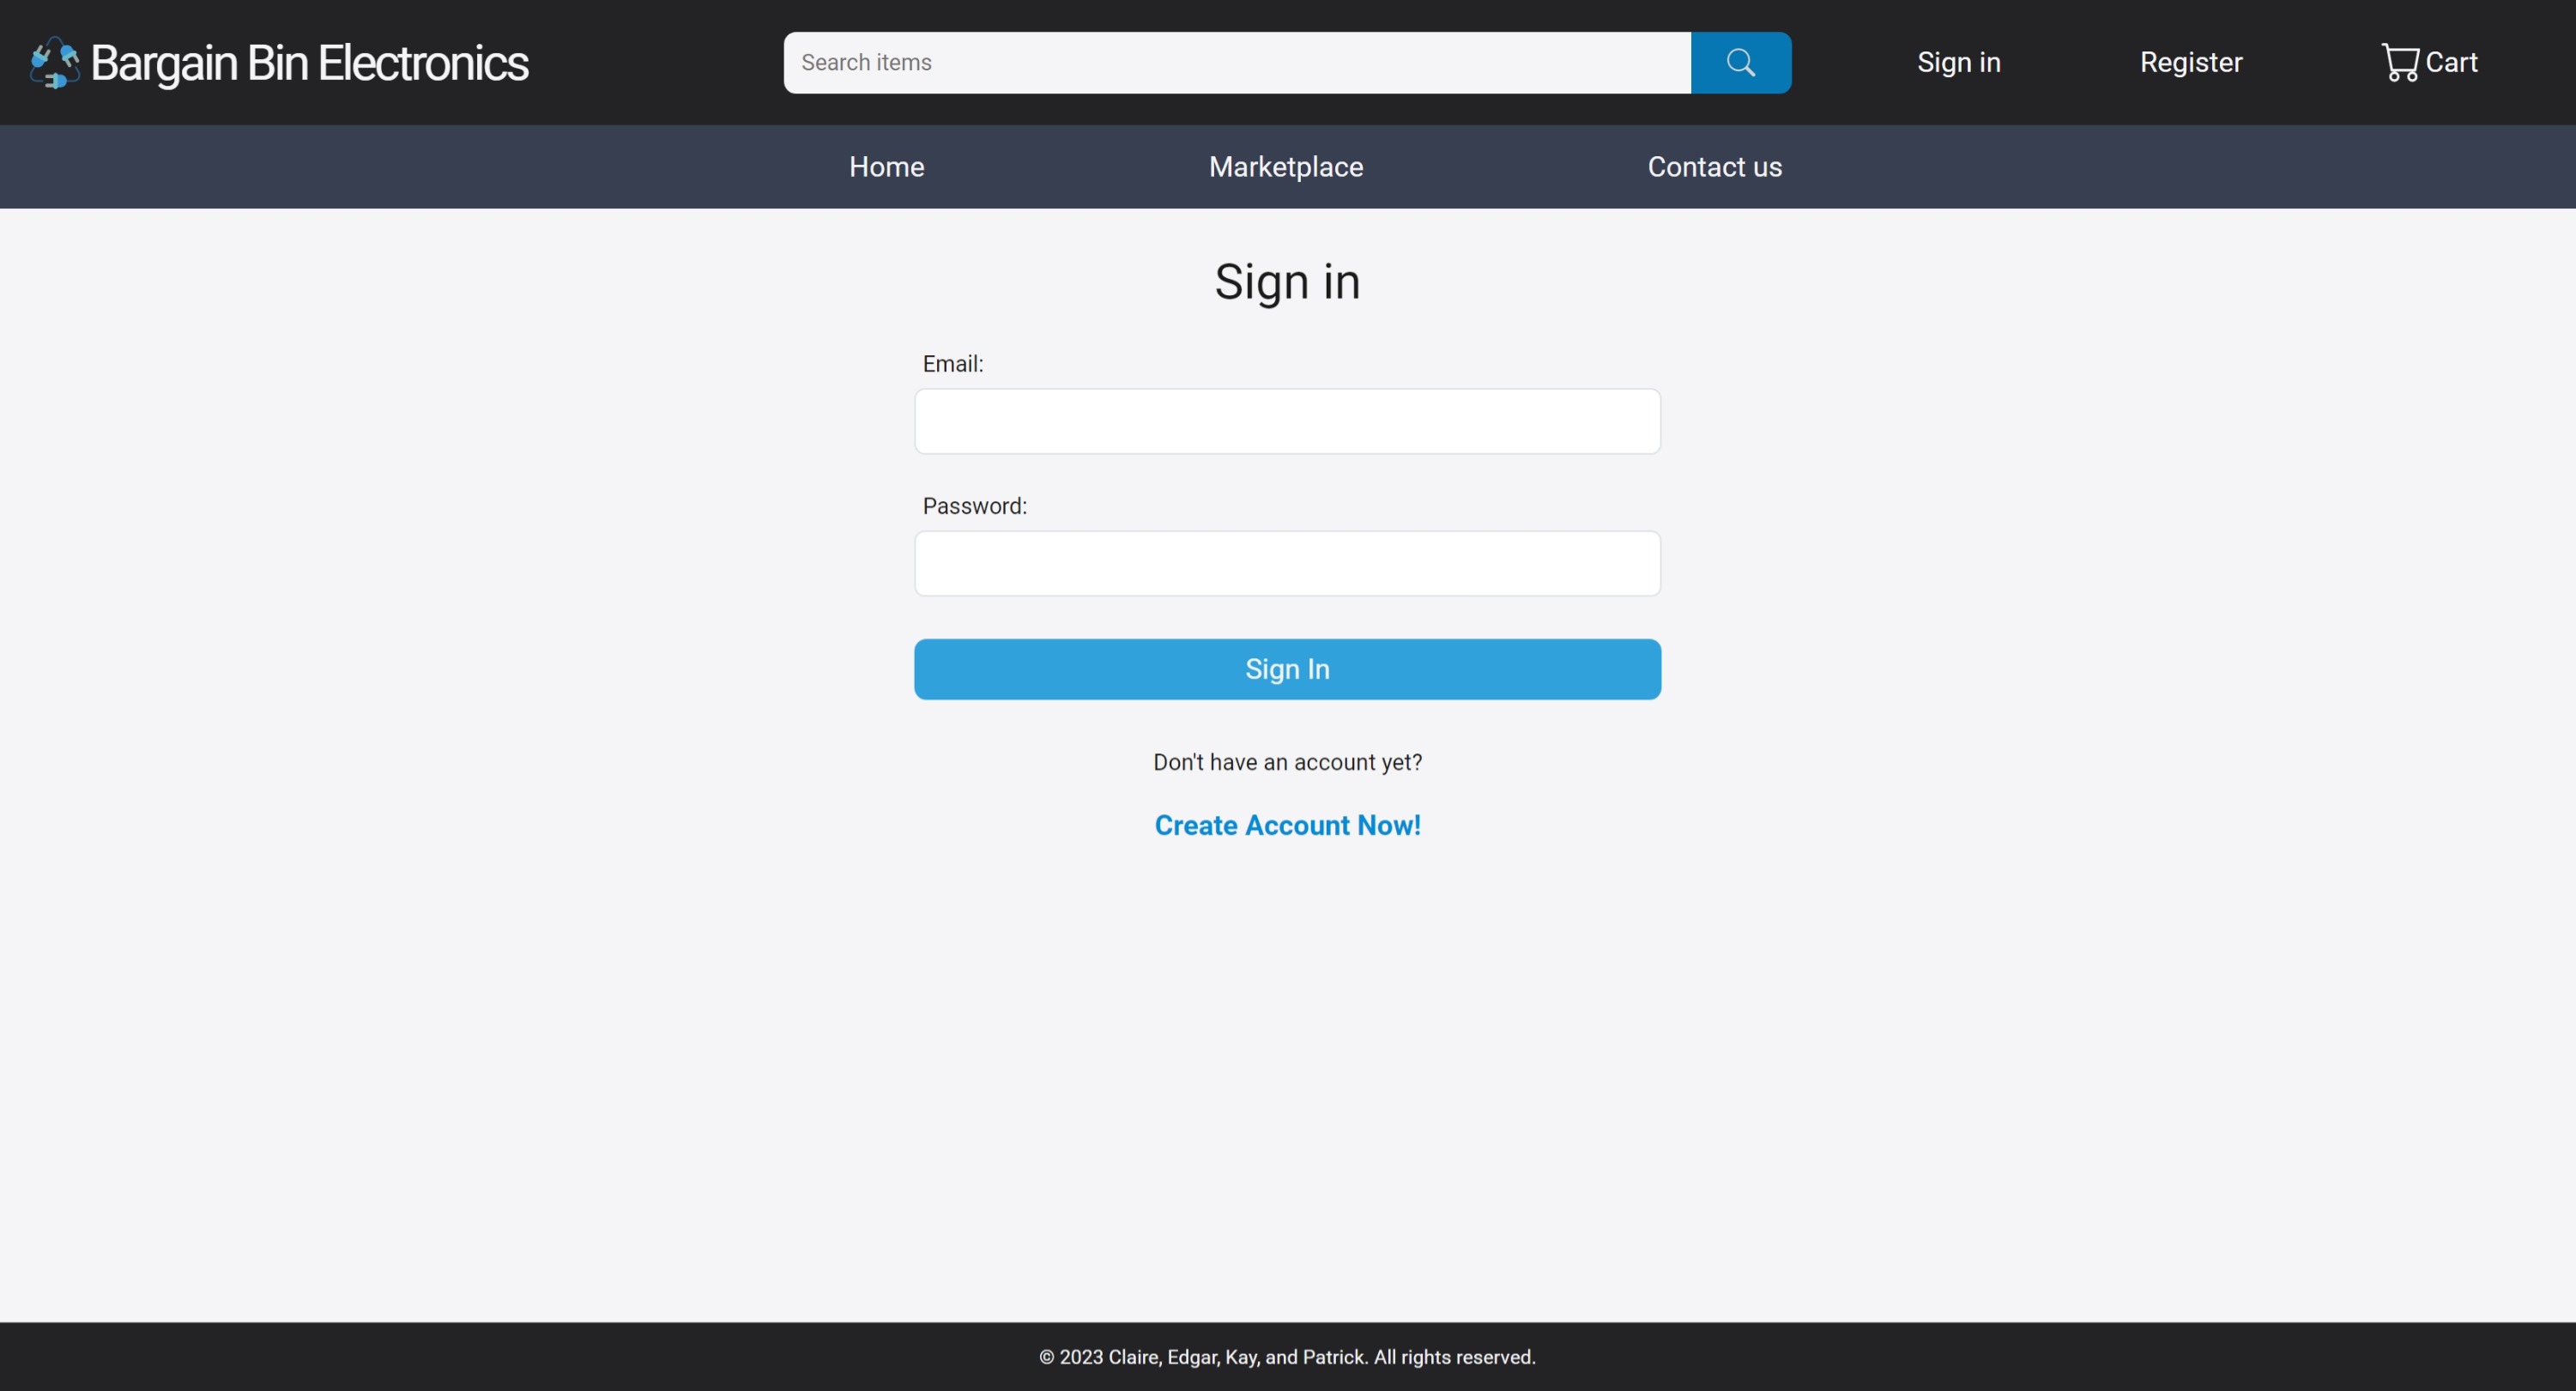 Bargain Bin Electronics
Search items
Sign in
Register
Cart
Home
Marketplace
Contact us
Sign in
Email:
Password:
Sign In
Don't have an account yet?
Create Account Now!
© 2023 Claire, Edgar, Kay, and Patrick. All rights reserved.